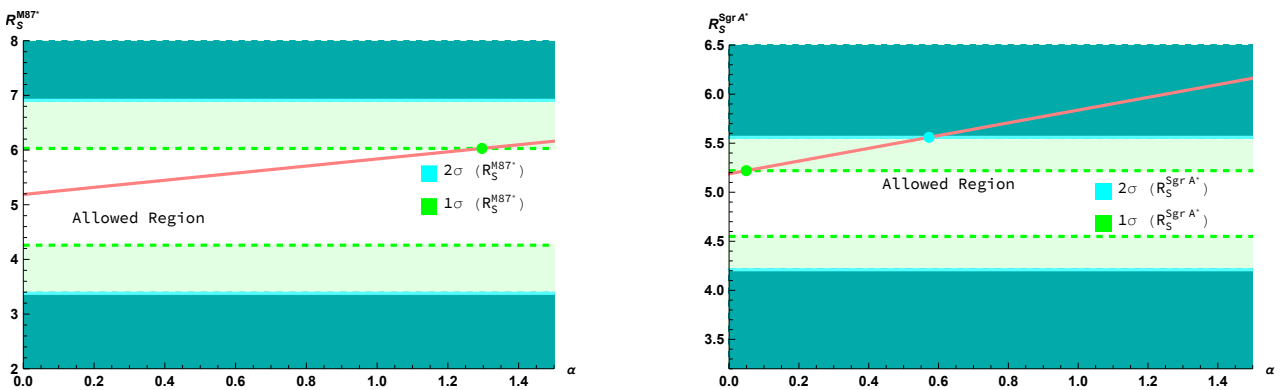 R_S^M87*
8
7
6
5
4
3
2
0.0 0.2 0.4 0.6 0.8 1.0 1.2 1.4
α
2σ (R_S^M87*)
1σ (R_S^M87*)
Allowed Region
R_S^Sgr A*
6.5
6.0
5.5
5.0
4.5
4.0
3.5
0.0 0.2 0.4 0.6 0.8 1.0 1.2 1.4
α
Allowed Region
2σ (R_S^Sgr A*)
1σ (R_S^Sgr A*)